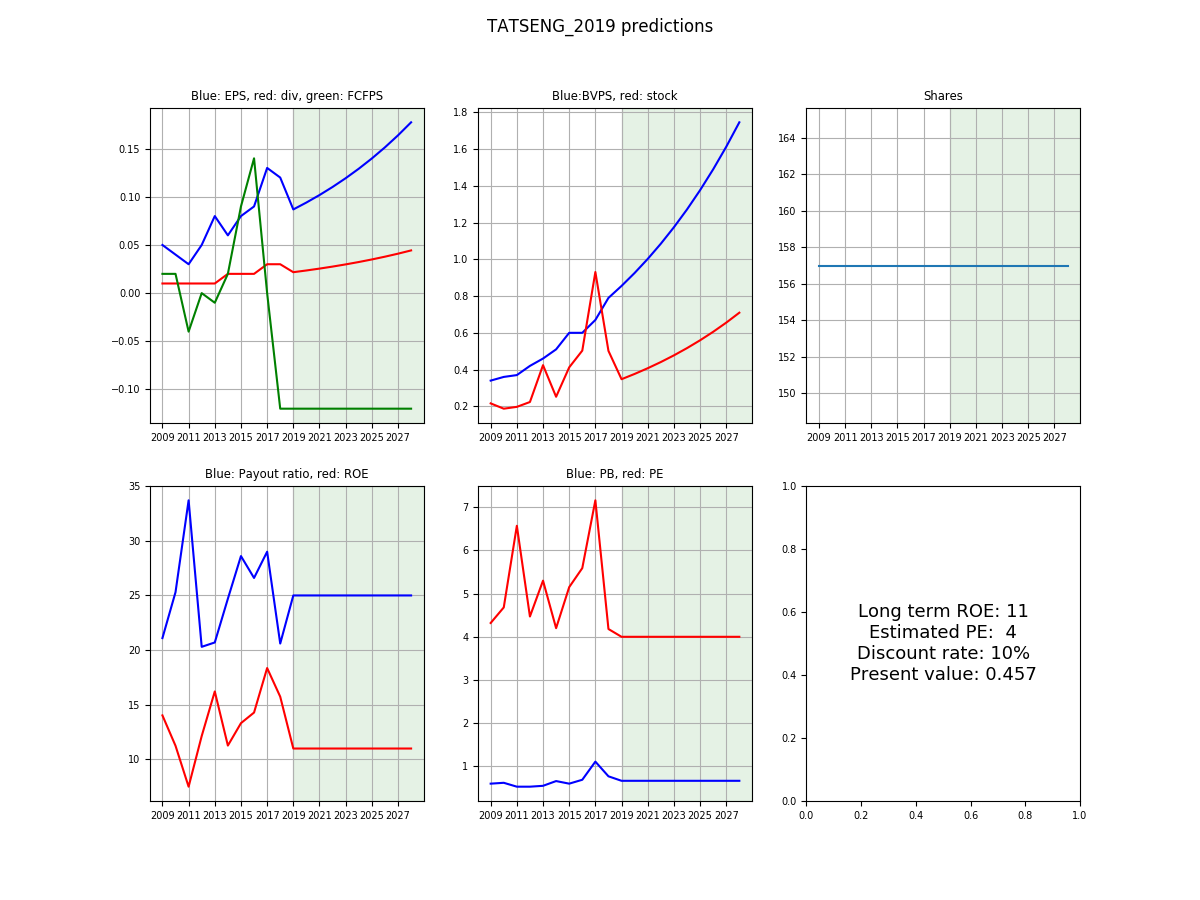 TATSENG_2019 predictions
Blue: EPS, red: div, green: FCFPS
0.15
0.10
0.05
0.00
−0.05
−0.10
2009 2011 2013 2015 2017 2019 2021 2023 2025 2027
Blue:BVPS, red: stock
1.8
1.6
1.4
1.2
1.0
0.8
0.6
0.4
0.2
2009 2011 2013 2015 2017 2019 2021 2023 2025 2027
Shares
164
162
160
158
156
154
152
150
2009 2011 2013 2015 2017 2019 2021 2023 2025 2027
Blue: Payout ratio, red: ROE
35
30
25
20
15
10
2009 2011 2013 2015 2017 2019 2021 2023 2025 2027
Blue: PB, red: PE
7
6
5
4
3
2
1
2009 2011 2013 2015 2017 2019 2021 2023 2025 2027
1.0
0.8
0.6
0.4
0.2
0.0
Long term ROE: 11
Estimated PE:  4
Discount rate: 10%
Present value: 0.457
0.0 0.2 0.4 0.6 0.8 1.0